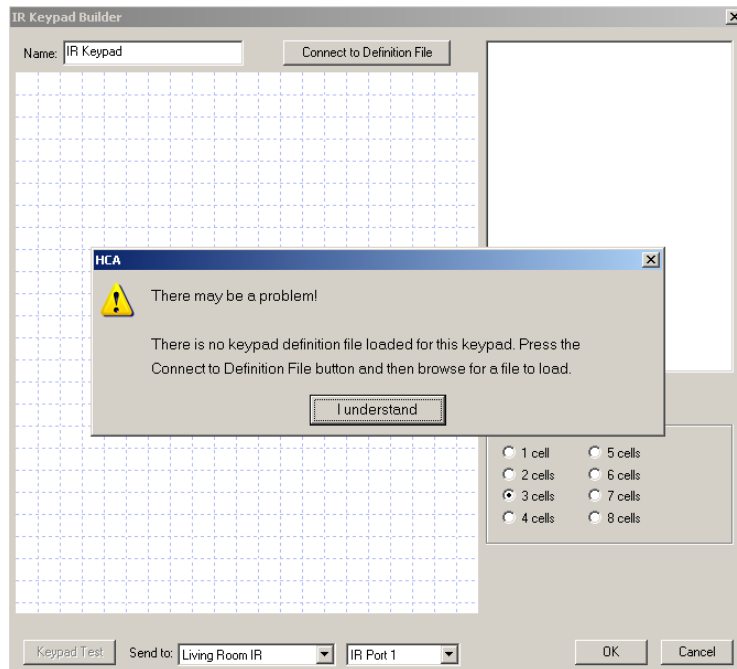 IR Keypad Builder
Name: IR Keypad
Connect to Definition File
HCA
There may be a problem!
There is no keypad definition file loaded for this keypad. Press the
Connect to Definition File button and then browse for a file to load.
I understand
1 cell 5 cells
2 cells 6 cells
3 cells 7 cells
4 cells 8 cells
Keypad Test Send to: Living Room IR IR Port 1 OK Cancel